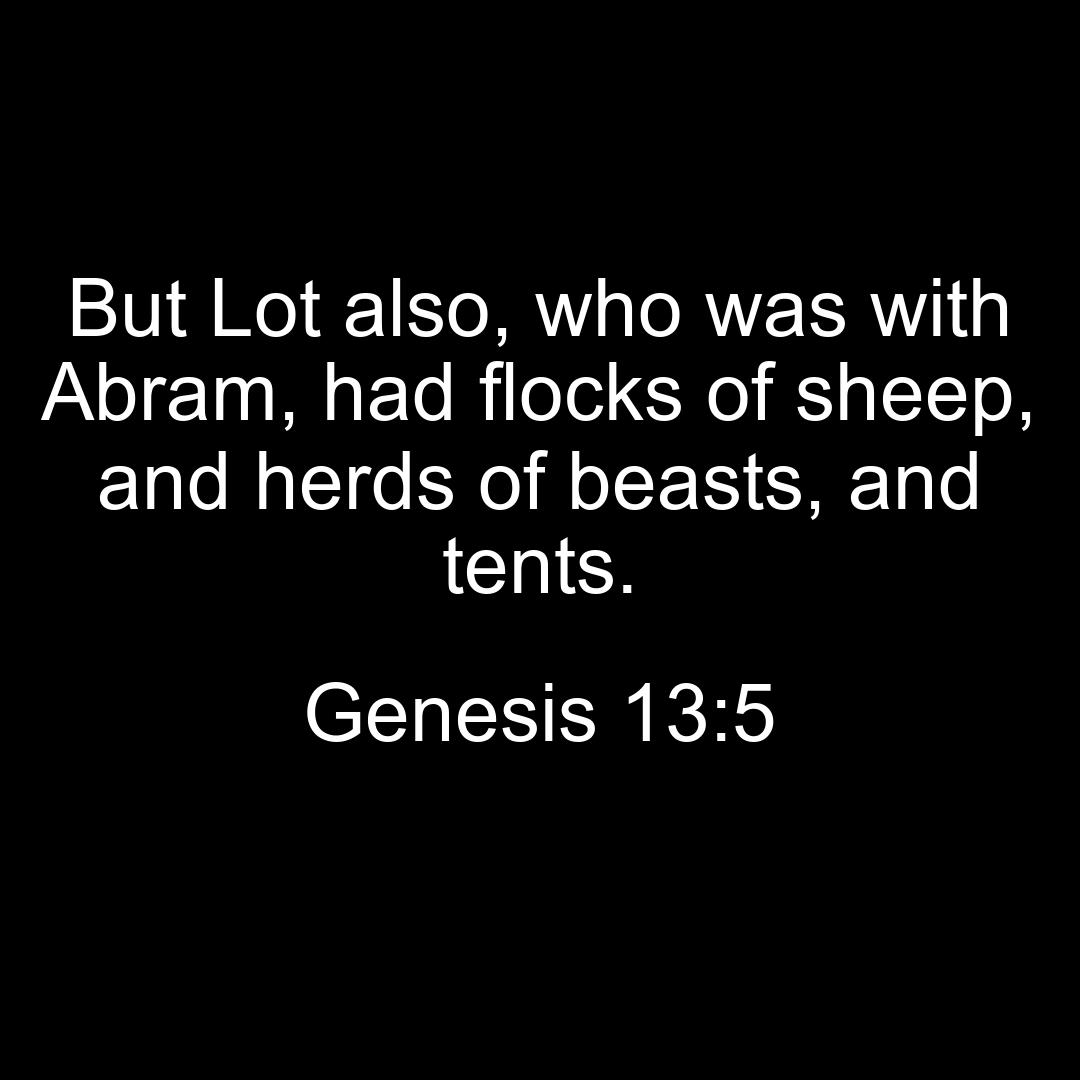 But Lot also, who was with
Abram, had flocks of sheep,
and herds of beasts, and
tents.
Genesis 13:5